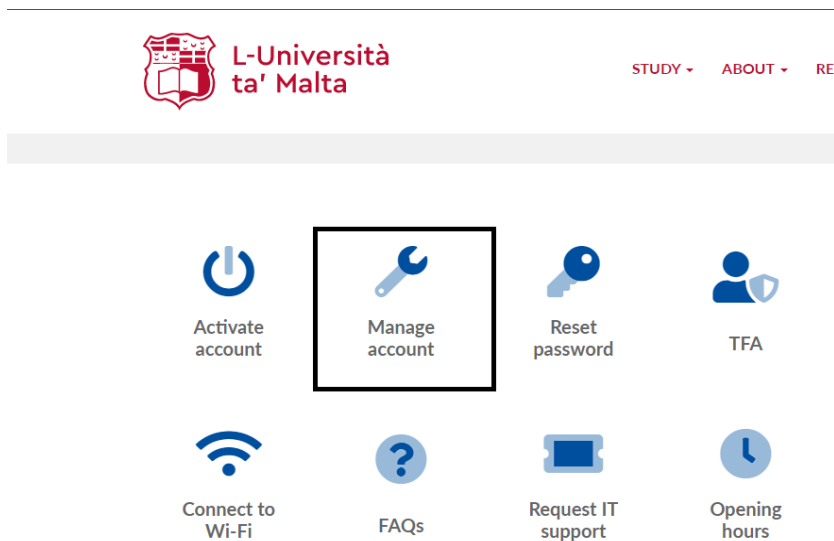 L-Università
ta' Malta
STUDY ABOUT RE
Activate
account
Manage
account
Reset
password
TFA
Connect to
Wi-Fi
FAQs
Request IT
support
Opening
hours